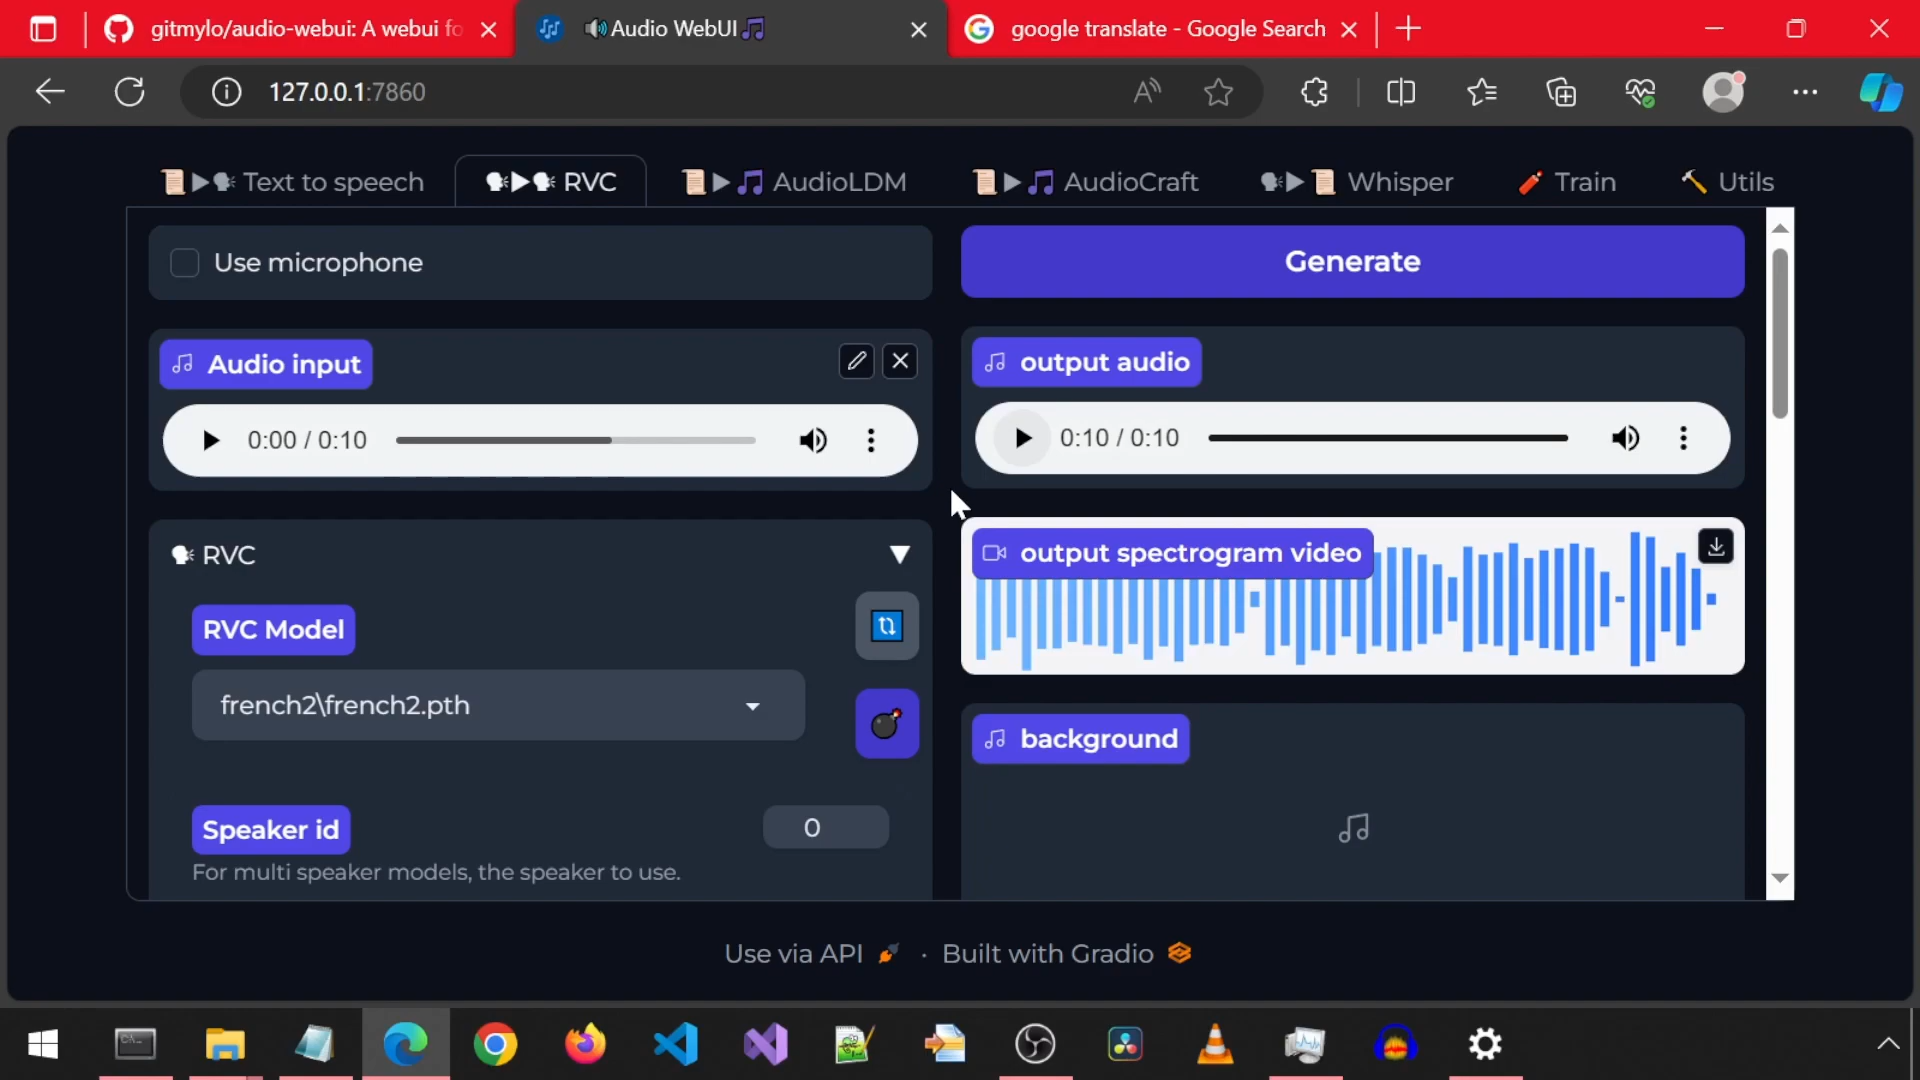 gitmylo/audio-webui: A webui fo
Audio WebUI
google translate - Google Search
127.0.0.1:7860
Text to speech
RVC
AudioLDM
AudioCraft
Whisper
Train
Utils
Use microphone
Generate
Audio input
output audio
0:00 / 0:10
0:10 / 0:10
RVC
output spectrogram video
RVC Model
french2\french2.pth
background
Speaker id
0
For multi speaker models, the speaker to use.
Use via API · Built with Gradio